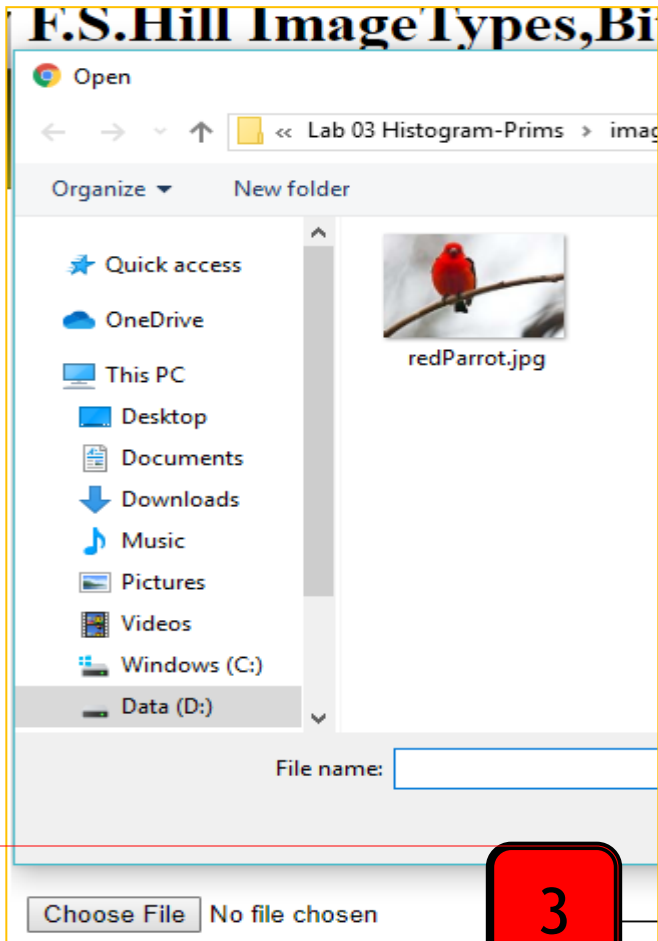 F.S.Hill ImageTypes,Bi
Open
« Lab 03 Histogram-Prims > imag
Organize New folder
Quick access
OneDrive
This PC
Desktop
Documents
Downloads
Music
Pictures
Videos
Windows (C:)
Data (D:)
redParrot.jpg
File name:
Choose File No file chosen
3